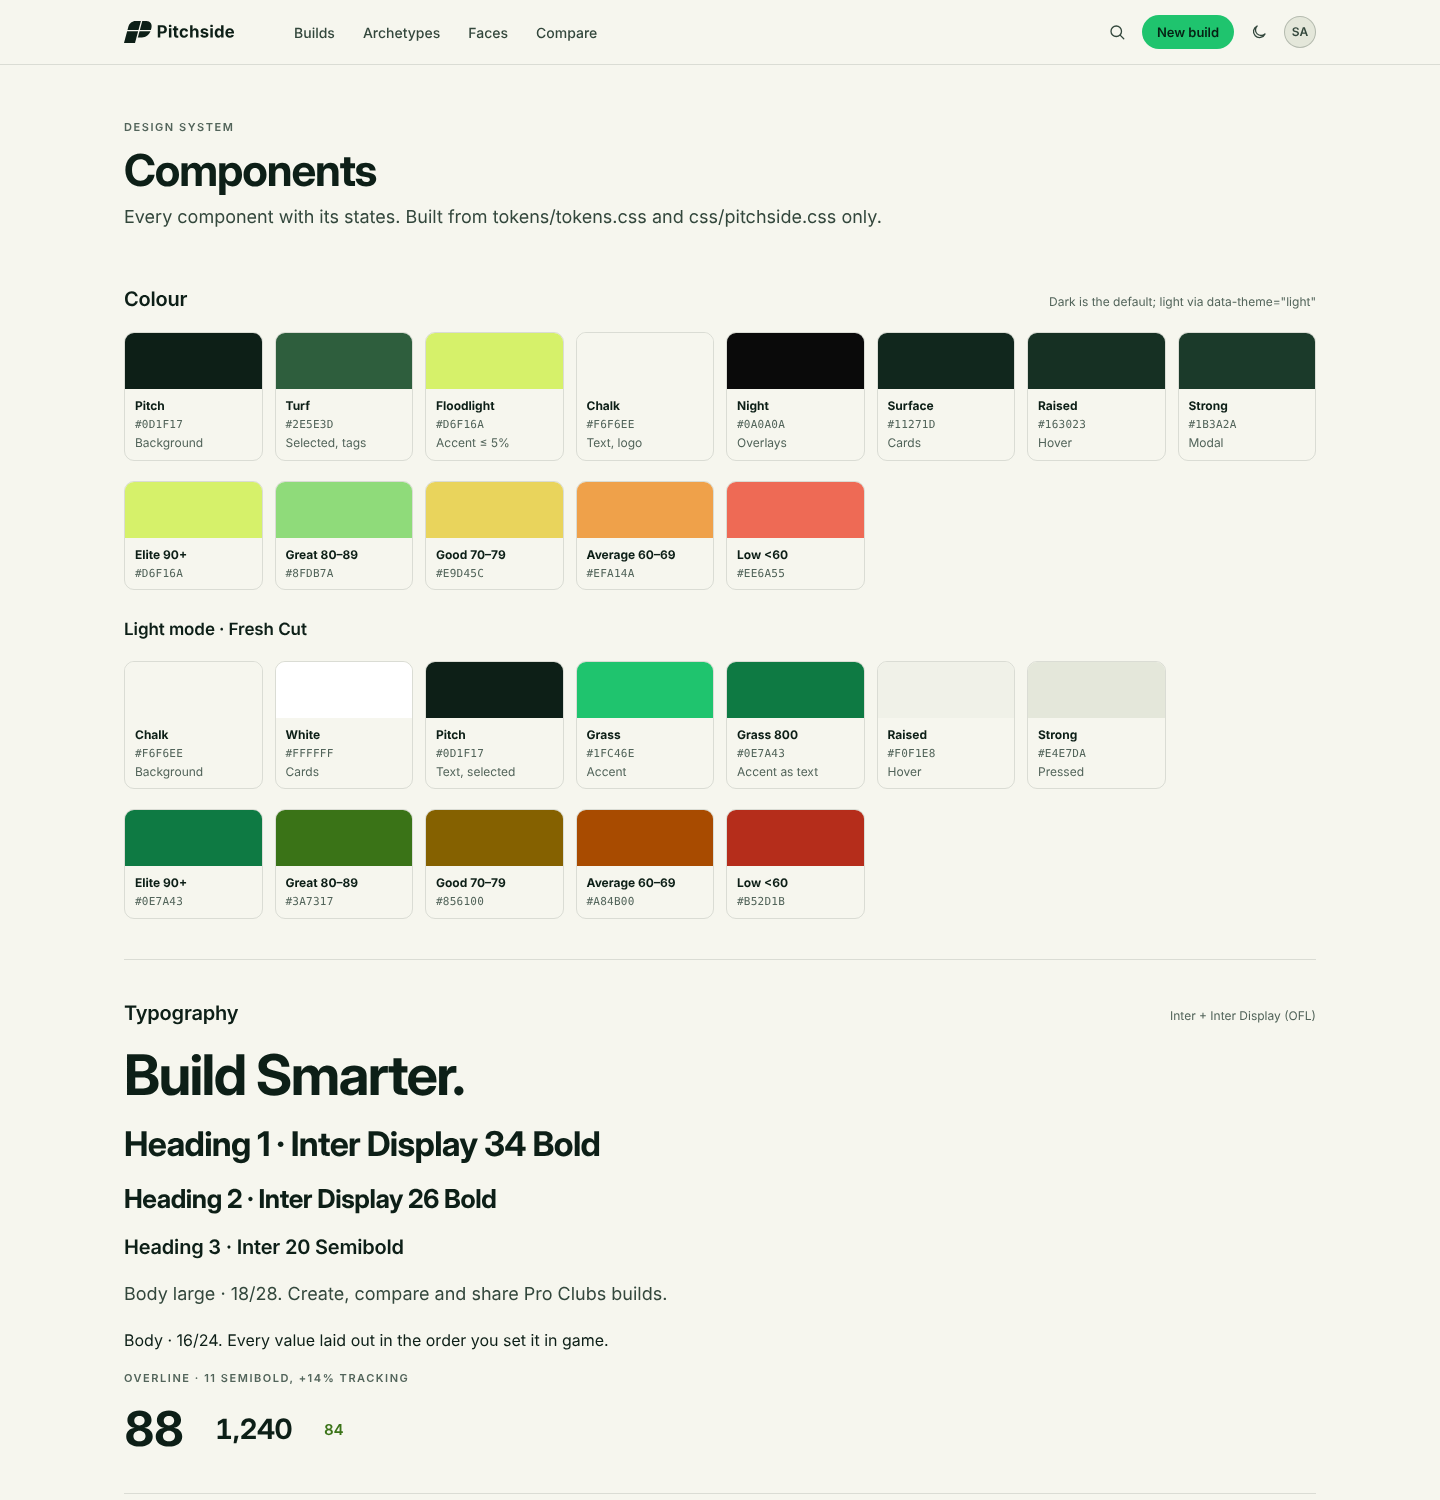 Pitchside
Builds Archetypes Faces Compare
New build
SA
DESIGN SYSTEM
Components
Every component with its states. Built from tokens/tokens.css and css/pitchside.css only.
Colour
Dark is the default; light via data-theme="light"
Pitch
#0D1F17
Background
Turf
#2E5E3D
Selected, tags
Floodlight
#D6F16A
Accent ≤ 5%
Chalk
#F6F6EE
Text, logo
Night
#0A0A0A
Overlays
Surface
#11271D
Cards
Raised
#163023
Hover
Strong
#1B3A2A
Modal
Elite 90+
#D6F16A
Great 80–89
#8FDB7A
Good 70–79
#E9D45C
Average 60–69
#EFA14A
Low <60
#EE6A55
Light mode · Fresh Cut
Chalk
#F6F6EE
Background
White
#FFFFFF
Cards
Pitch
#0D1F17
Text, selected
Grass
#1FC46E
Accent
Grass 800
#0E7A43
Accent as text
Raised
#F0F1E8
Hover
Strong
#E4E7DA
Pressed
Elite 90+
#0E7A43
Great 80–89
#3A7317
Good 70–79
#856100
Average 60–69
#A84B00
Low <60
#B52D1B
Typography
Inter + Inter Display (OFL)
Build Smarter.
Heading 1 · Inter Display 34 Bold
Heading 2 · Inter Display 26 Bold
Heading 3 · Inter 20 Semibold
Body large · 18/28. Create, compare and share Pro Clubs builds.
Body · 16/24. Every value laid out in the order you set it in game.
OVERLINE · 11 SEMIBOLD, +14% TRACKING
88 1,240 84